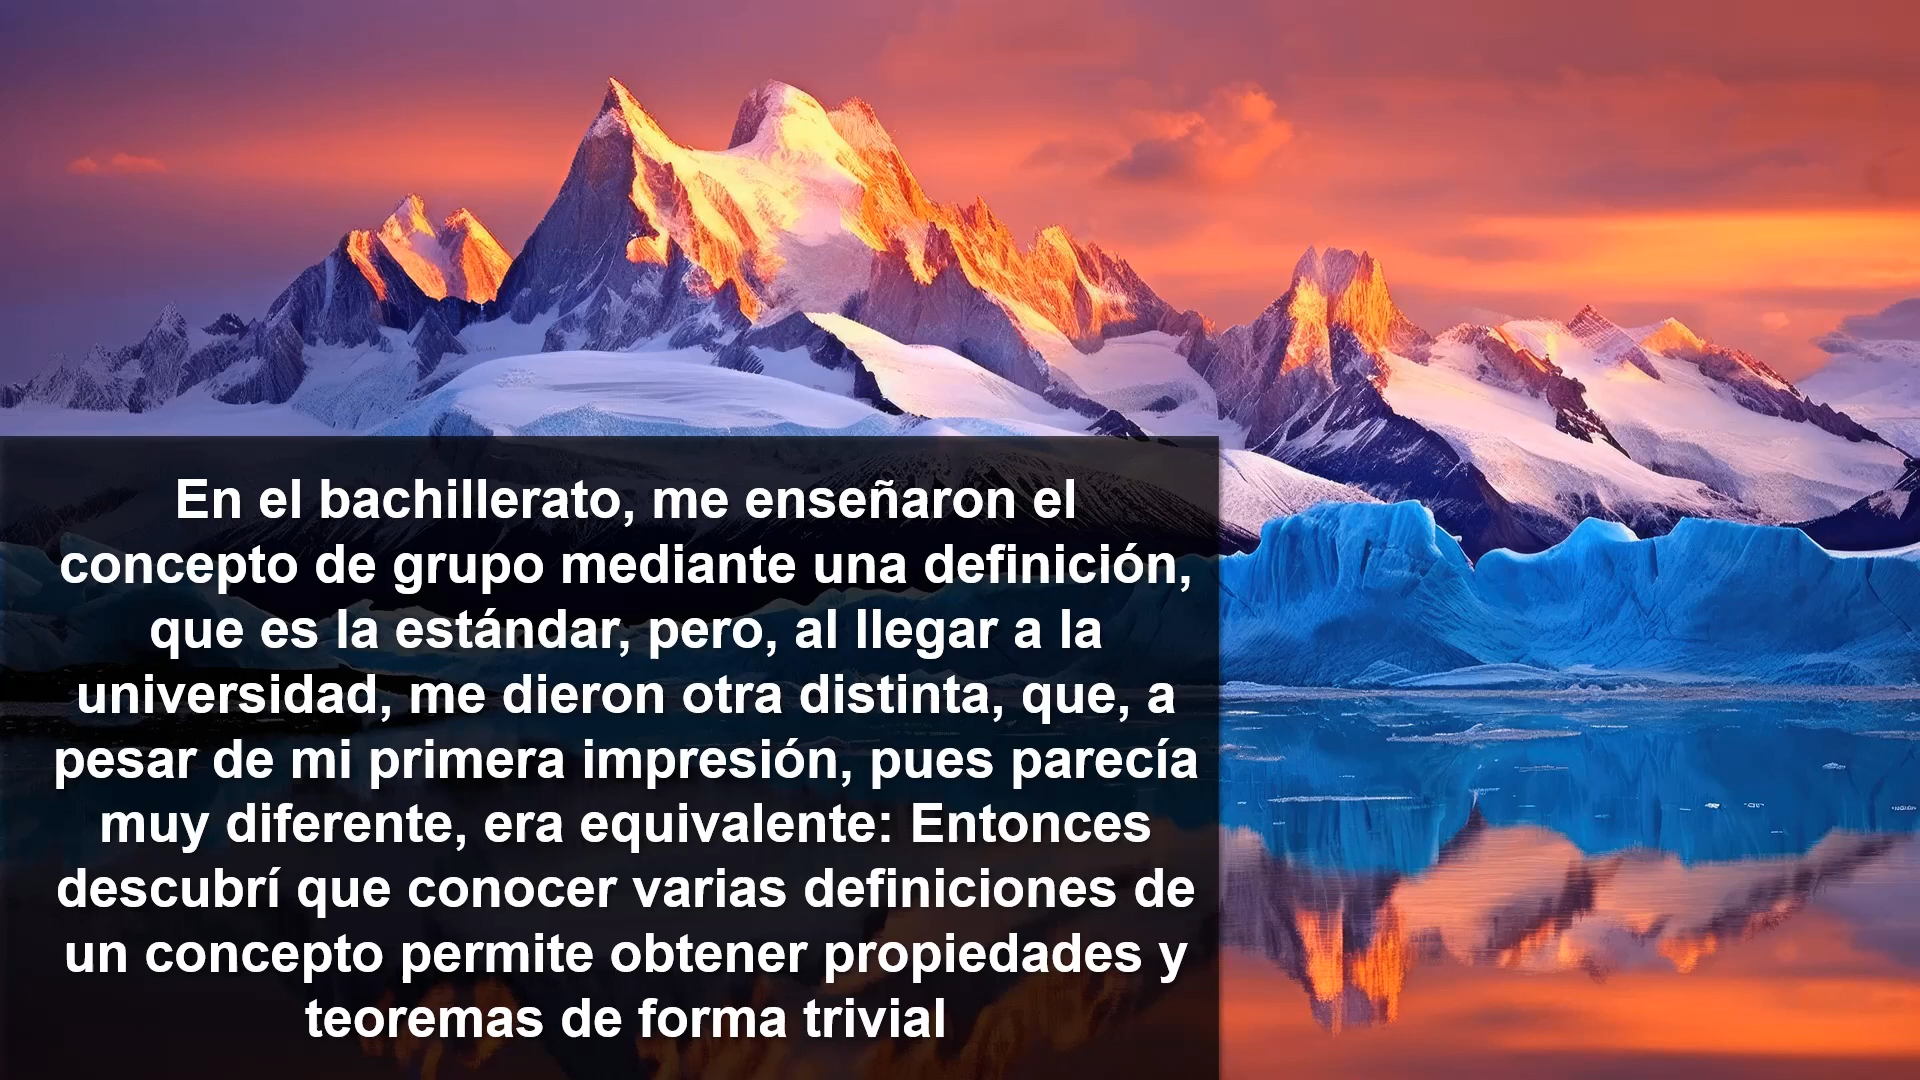 En el bachillerato, me enseñaron el
concepto de grupo mediante una definición,
que es la estándar, pero, al llegar a la
universidad, me dieron otra distinta, que, a
pesar de mi primera impresión, pues parecía
muy diferente, era equivalente: Entonces
descubrí que conocer varias definiciones de
un concepto permite obtener propiedades y
teoremas de forma trivial